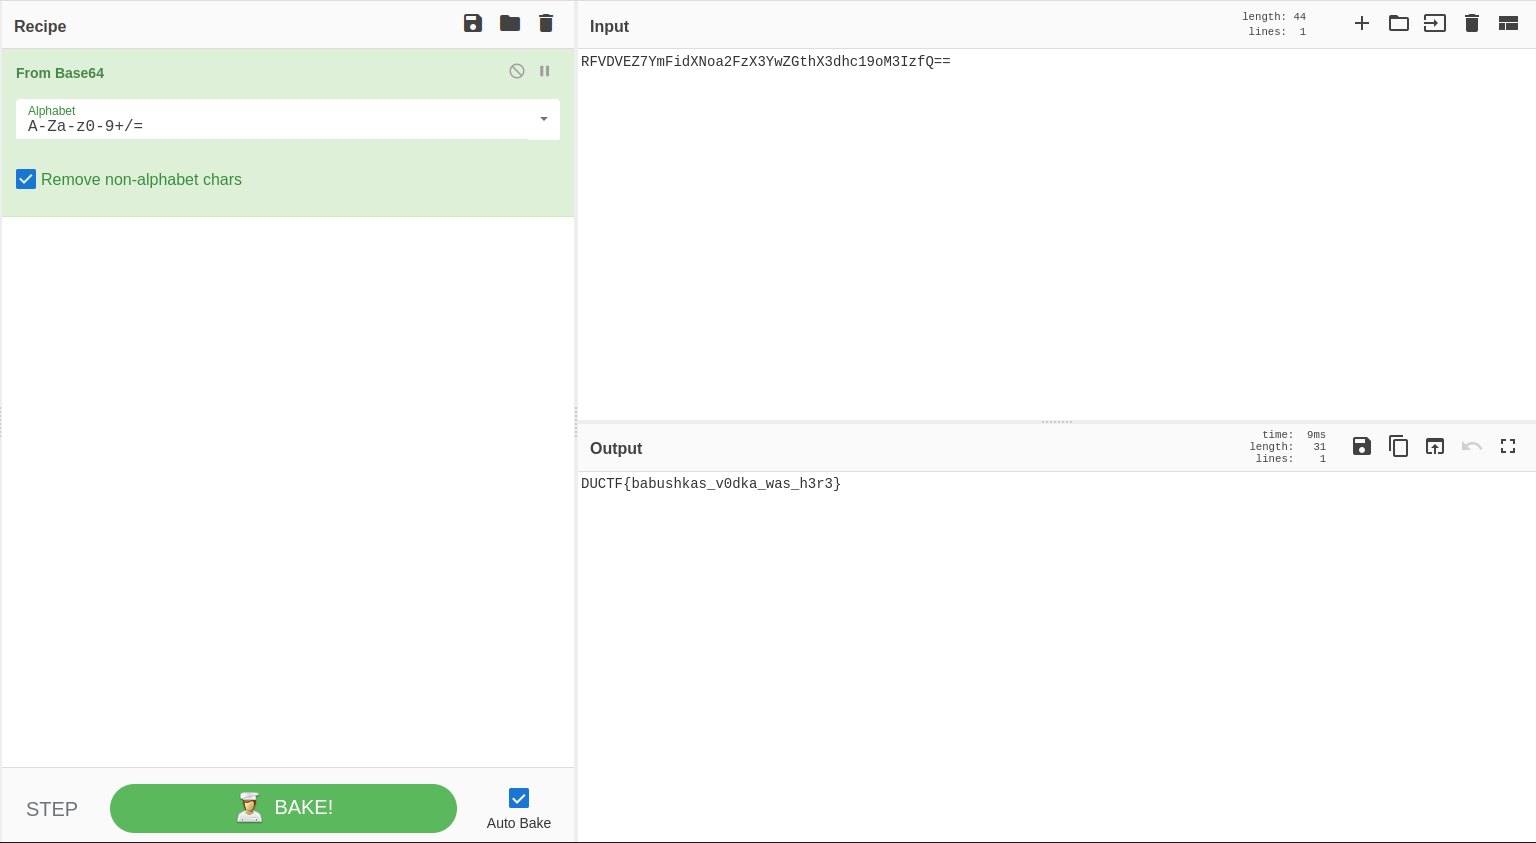 Recipe
From Base64
Alphabet
A-Za-z0-9+/=
Remove non-alphabet chars
STEP
BAKE!
Auto Bake
Input
length: 44
lines: 1
RFVDVEZ7YmFidXNoa2FzX3YwZGthX3dhc19oM3IzfQ==
Output
time: 9ms
length: 31
lines: 1
DUCTF{babushkas_v0dka_was_h3r3}